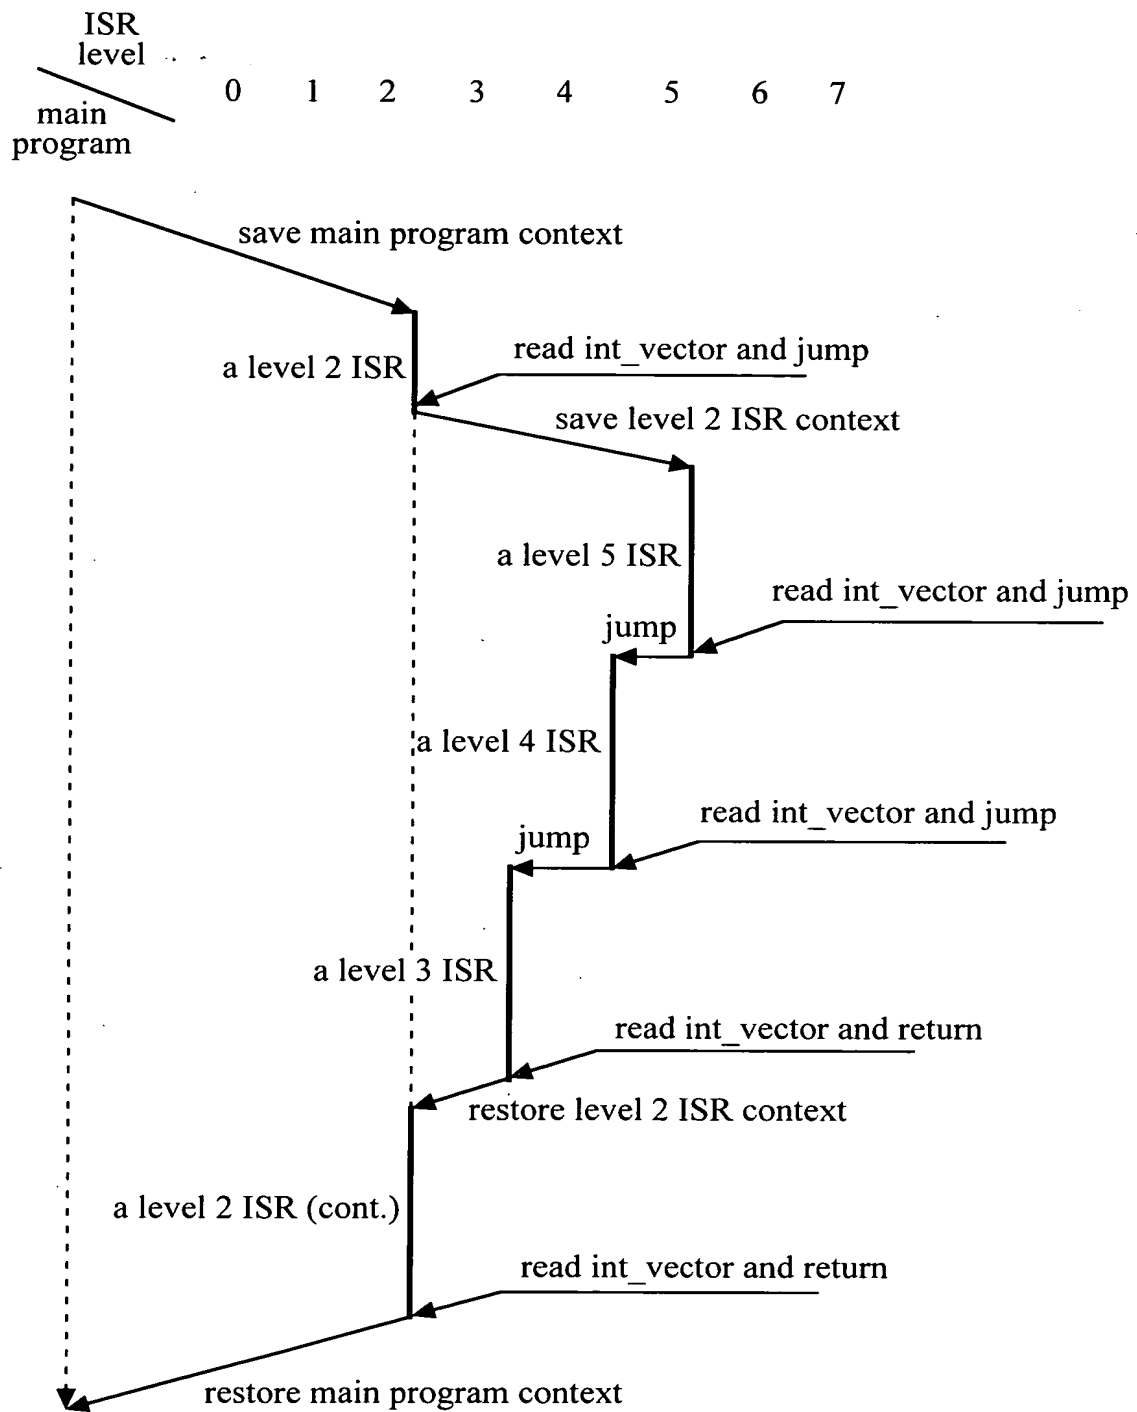 ISR
level
0 1 2 3 4 5 6 7
main
program
save main program context
read int_vector and jump
a level 2 ISR
save level 2 ISR context
a level 5 ISR
read int_vector and jump
jump
a level 4 ISR
read int_vector and jump
jump
a level 3 ISR
read int_vector and return
restore level 2 ISR context
a level 2 ISR (cont.)
read int_vector and return
restore main program context